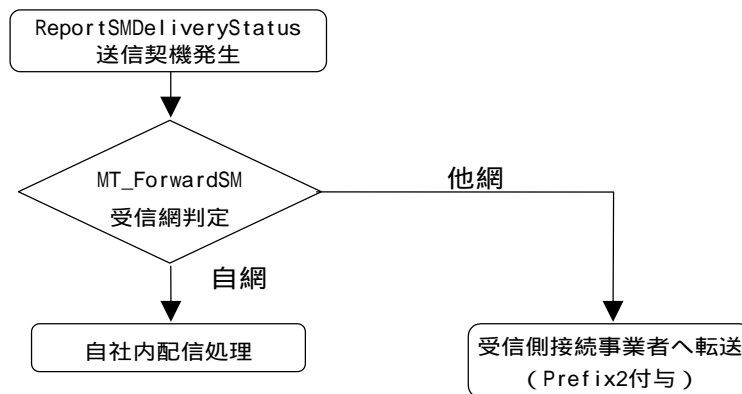 ReportSMDeliveryStatus
送信契機発生
MT_ForwardSM
受信網判定
他網
自網
自社内配信処理
受信側接続事業者へ転送
（Prefix2付与）